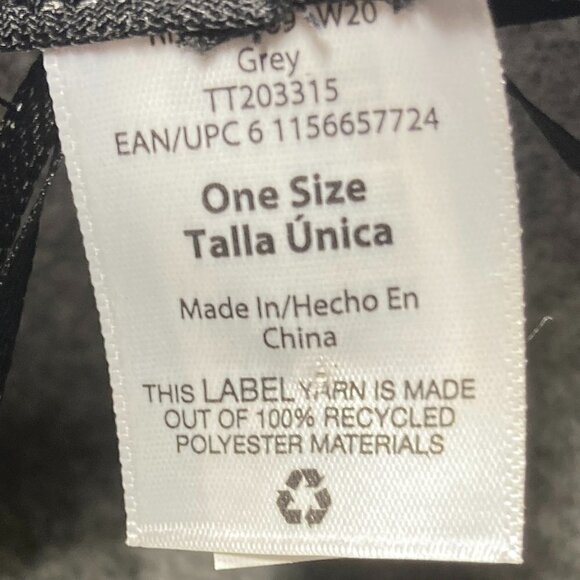 W20
Grey
TT203315
EAN/UPC 6 1156657724
One Size
Talla Única
Made In/Hecho En
China
THIS LABEL YARN IS MADE
OUT OF 100% RECYCLED
POLYESTER MATERIALS